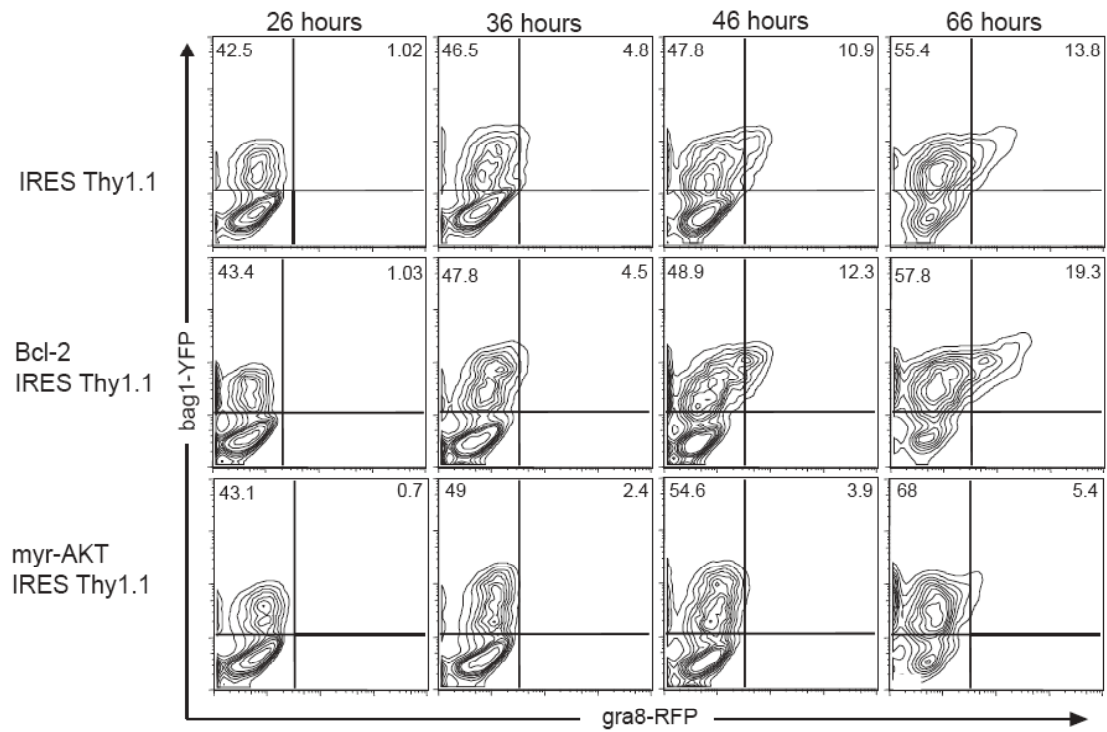 26 hours 36 hours 46 hours 66 hours
42.5 1.02 46.5 4.8 47.8 10.9 55.4 13.8
IRES Thy1.1
43.4 1.03 47.8 4.5 48.9 12.3 57.8 19.3
Bcl-2
IRES Thy1.1
bag1-YFP
43.1 0.7 49 2.4 54.6 3.9 68 5.4
myr-AKT
IRES Thy1.1
gra8-RFP